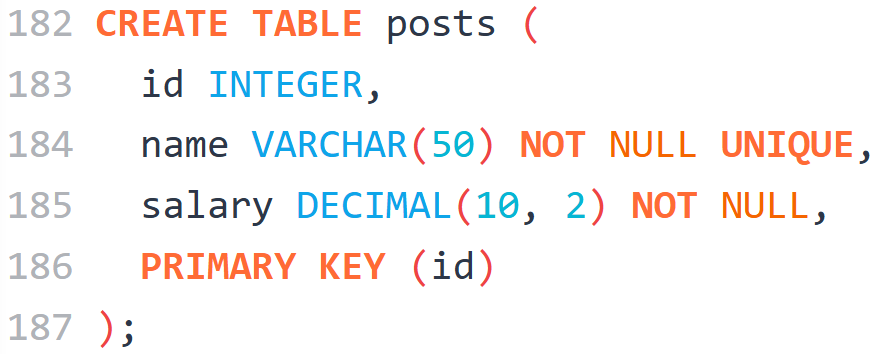 182 CREATE TABLE posts (
183   id INTEGER,
184   name VARCHAR(50) NOT NULL UNIQUE,
185   salary DECIMAL(10, 2) NOT NULL,
186   PRIMARY KEY (id)
187 );